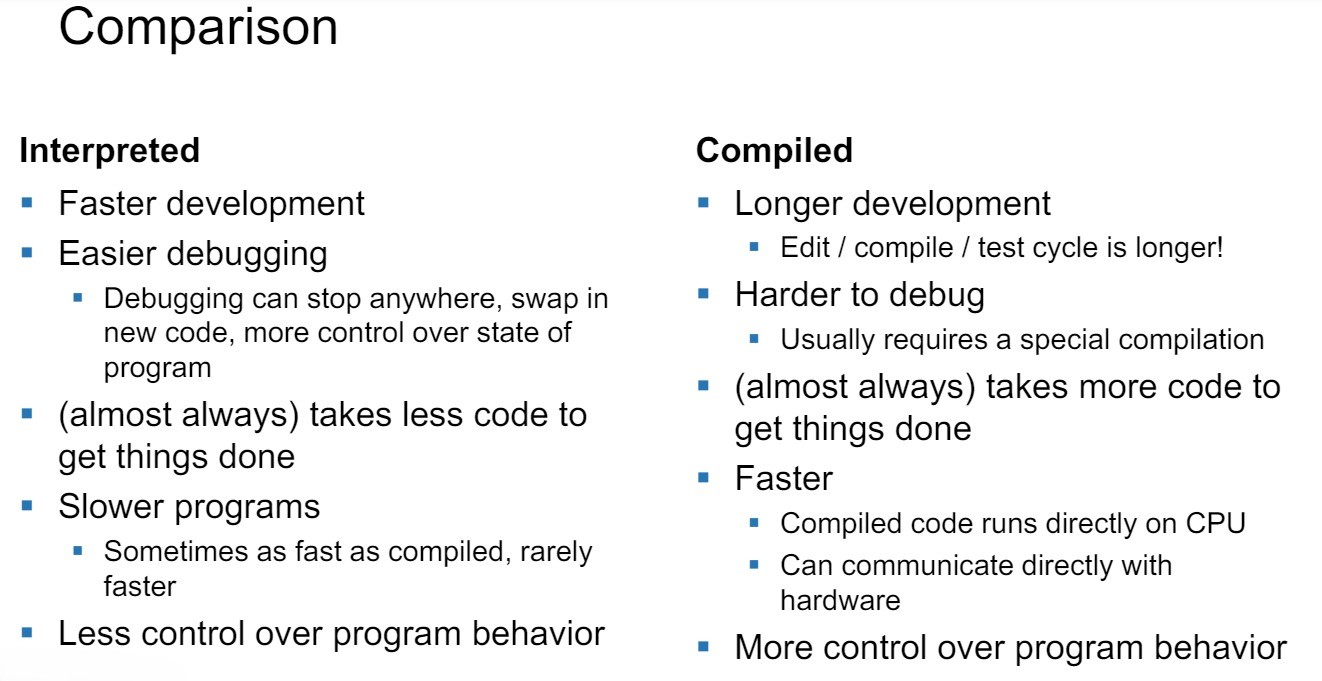 Comparison
Interpreted
▪ Faster development
▪ Easier debugging
▪ Debugging can stop anywhere, swap in
new code, more control over state of
program
▪ (almost always) takes less code to
get things done
▪ Slower programs
▪ Sometimes as fast as compiled, rarely
faster
▪ Less control over program behavior
Compiled
▪ Longer development
▪ Edit / compile / test cycle is longer!
▪ Harder to debug
▪ Usually requires a special compilation
▪ (almost always) takes more code to
get things done
▪ Faster
▪ Compiled code runs directly on CPU
▪ Can communicate directly with
hardware
▪ More control over program behavior